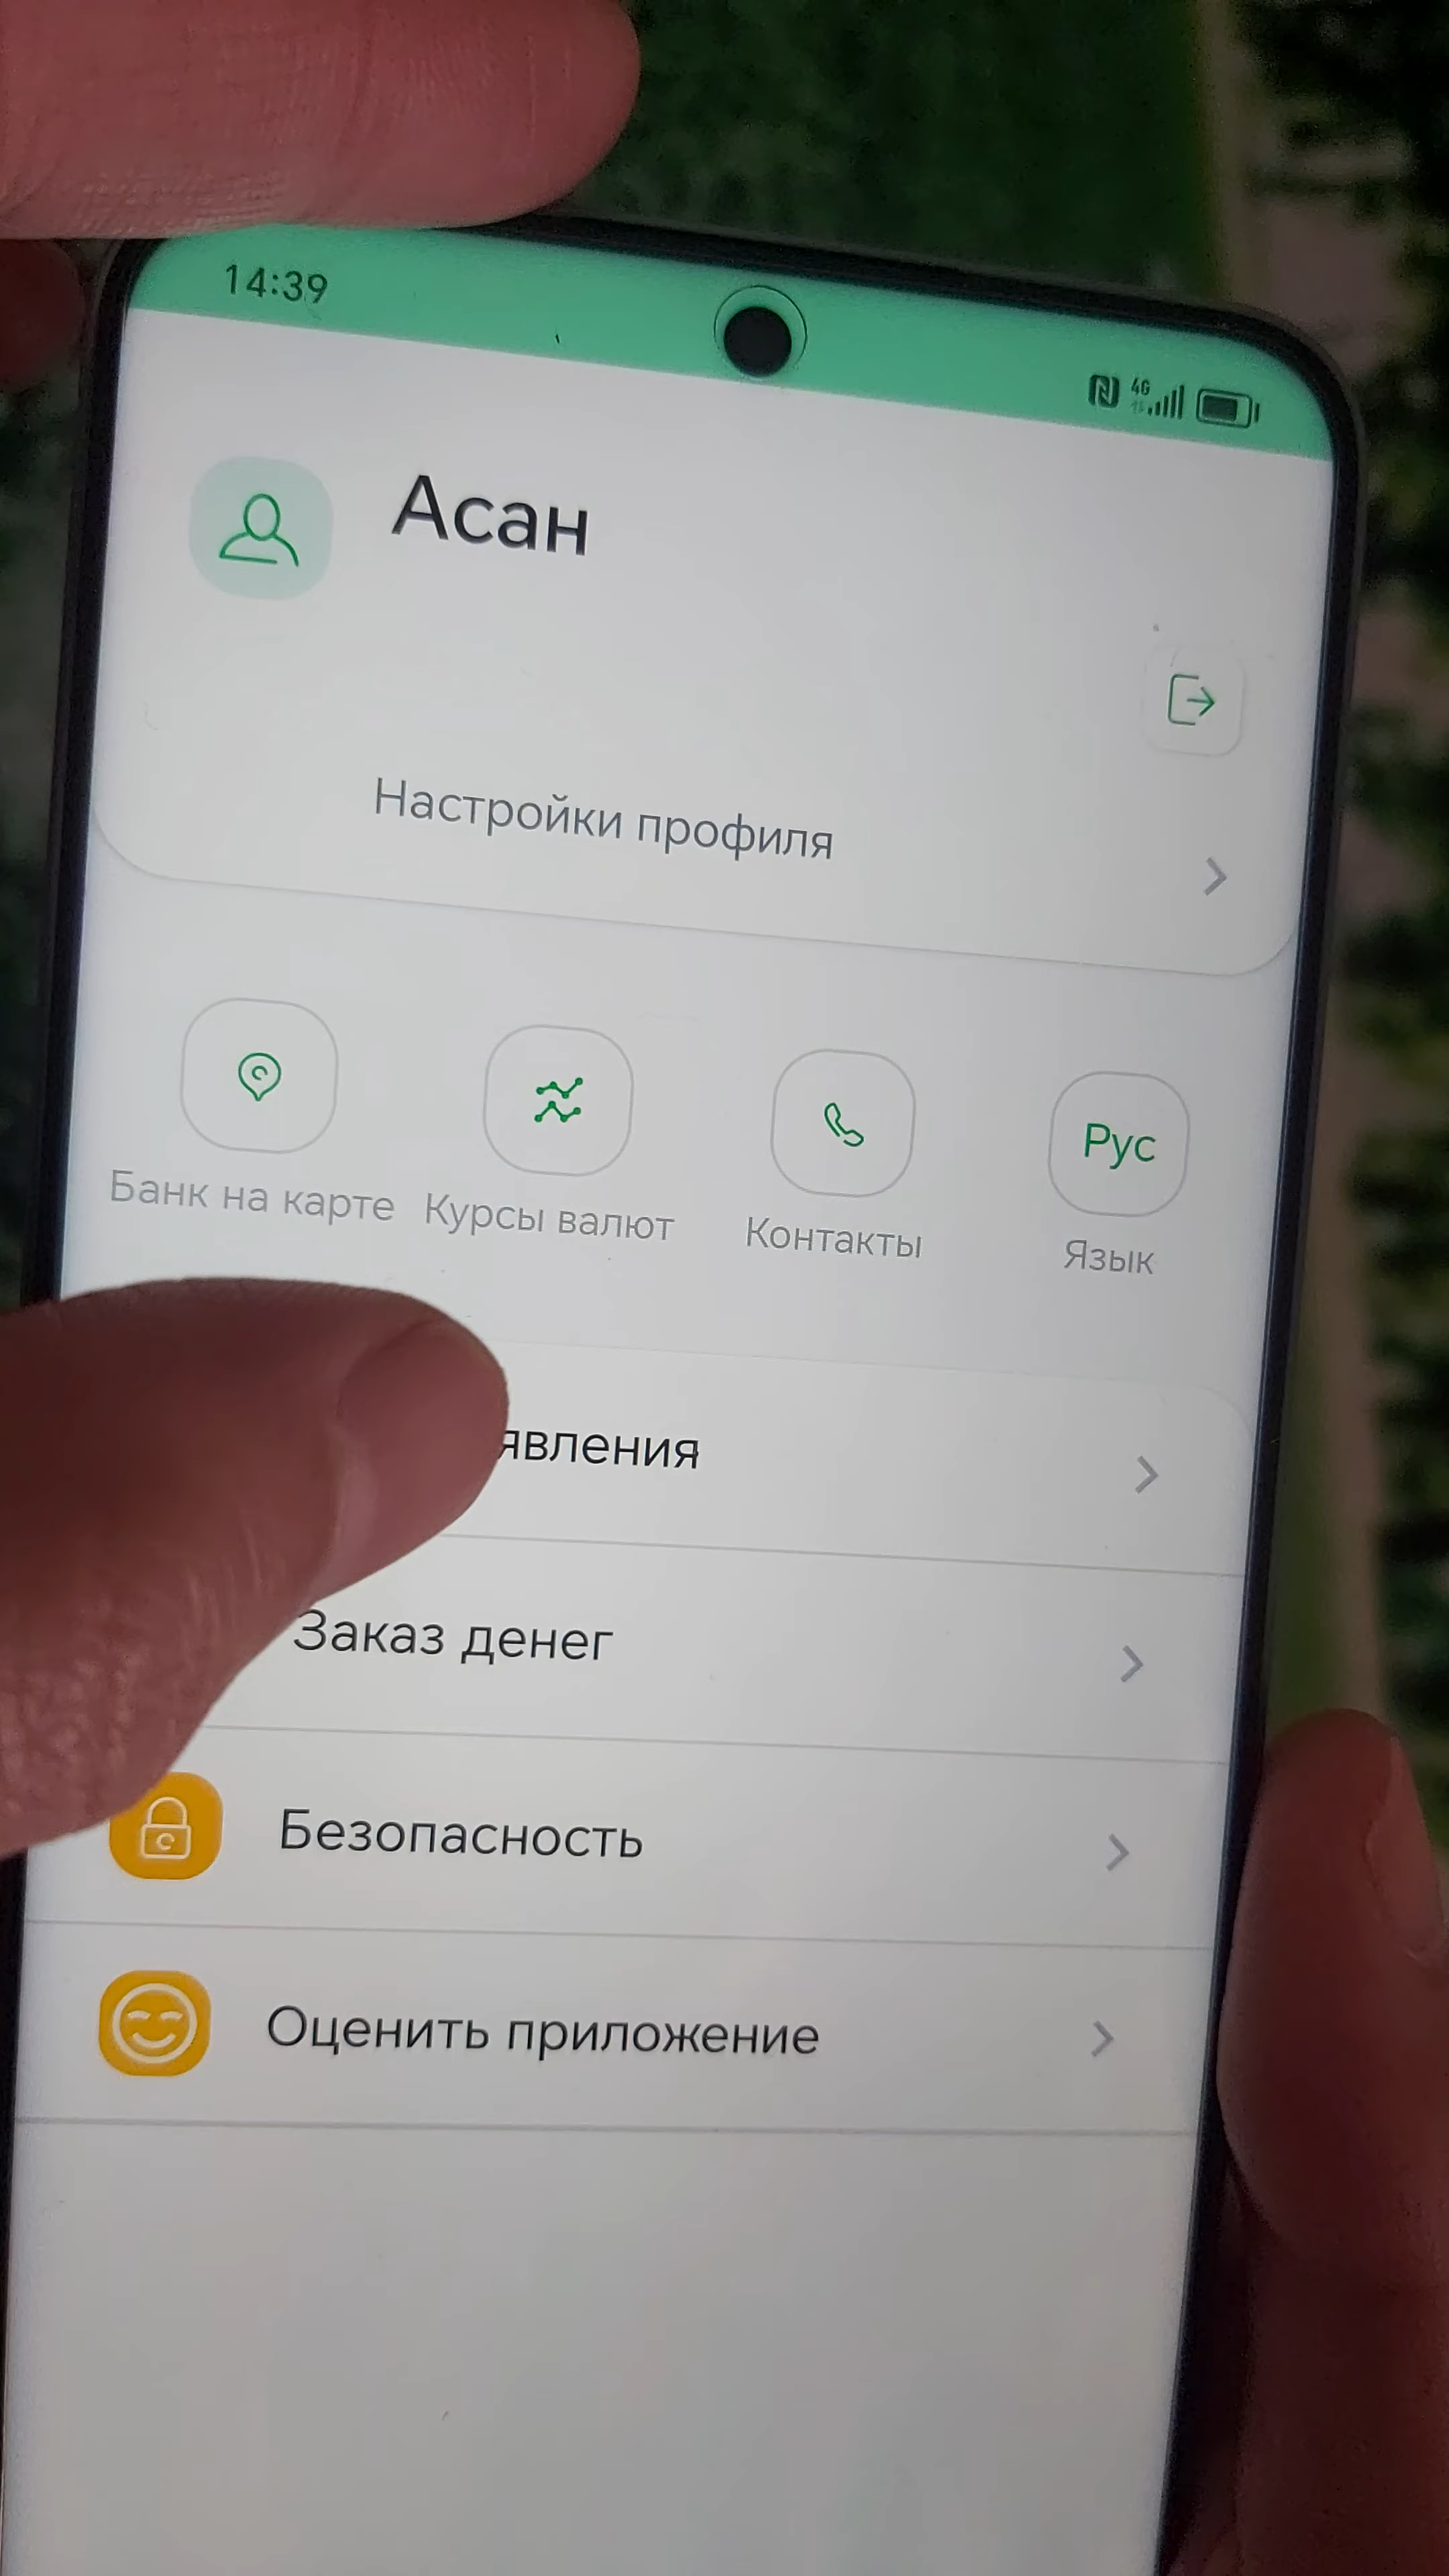 14:39
4G
Асан
Настройки профиля
Банк на карте
Курсы валют
Контакты
Рус
Язык
явления
Заказ денег
Безопасность
Оценить приложение